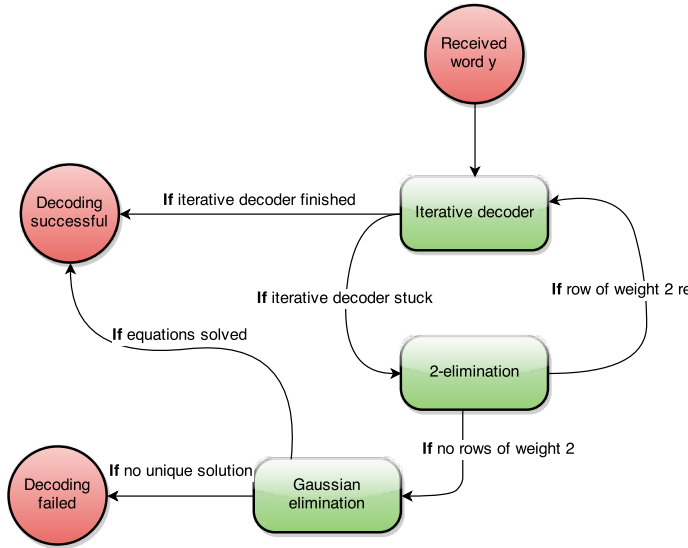 Received
word y
Decoding
successful
If iterative decoder finished
Iterative decoder
If iterative decoder stuck
If row of weight 2
If equations solved
2-elimination
If no rows of weight 2
Decoding
failed
If no unique solution
Gaussian
elimination